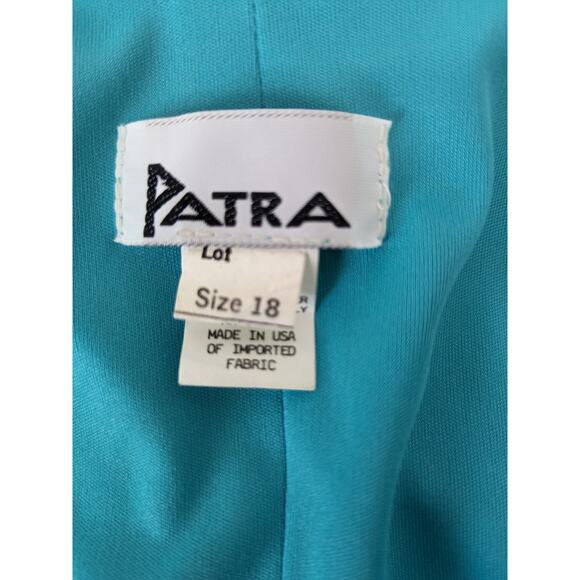 PATRA
Lot
Size 18
MADE IN USA
OF IMPORTED
FABRIC